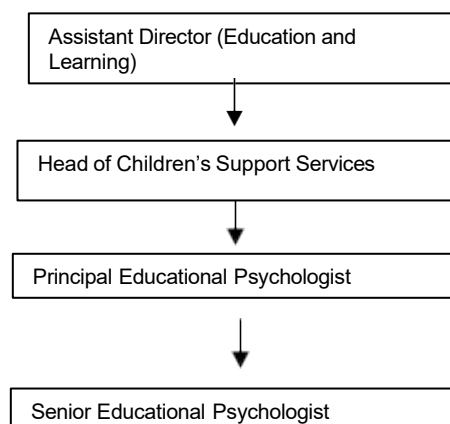 Assistant Director (Education and
Learning)
Head of Children’s Support Services
Principal Educational Psychologist
Senior Educational Psychologist